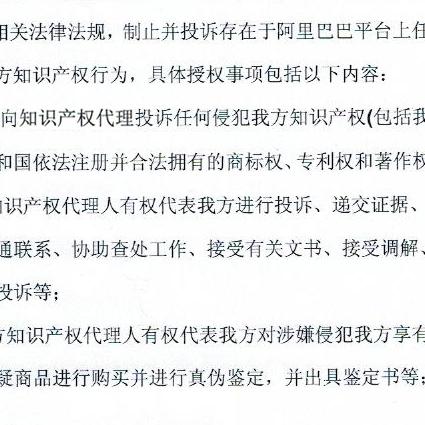 相关法律法规，制止并投诉存在于阿里巴巴平台上任
方知识产权行为，具体授权事项包括以下内容：
向知识产权代理投诉任何侵犯我方知识产权(包括我
和国依法注册并合法拥有的商标权、专利权和著作权
知识产权代理人有权代表我方进行投诉、递交证据、
通联系、协助查处工作、接受有关文书、接受调解、
投诉等；
方知识产权代理人有权代表我方对涉嫌侵犯我方享有
疑商品进行购买并进行真伪鉴定，并出具鉴定书等；